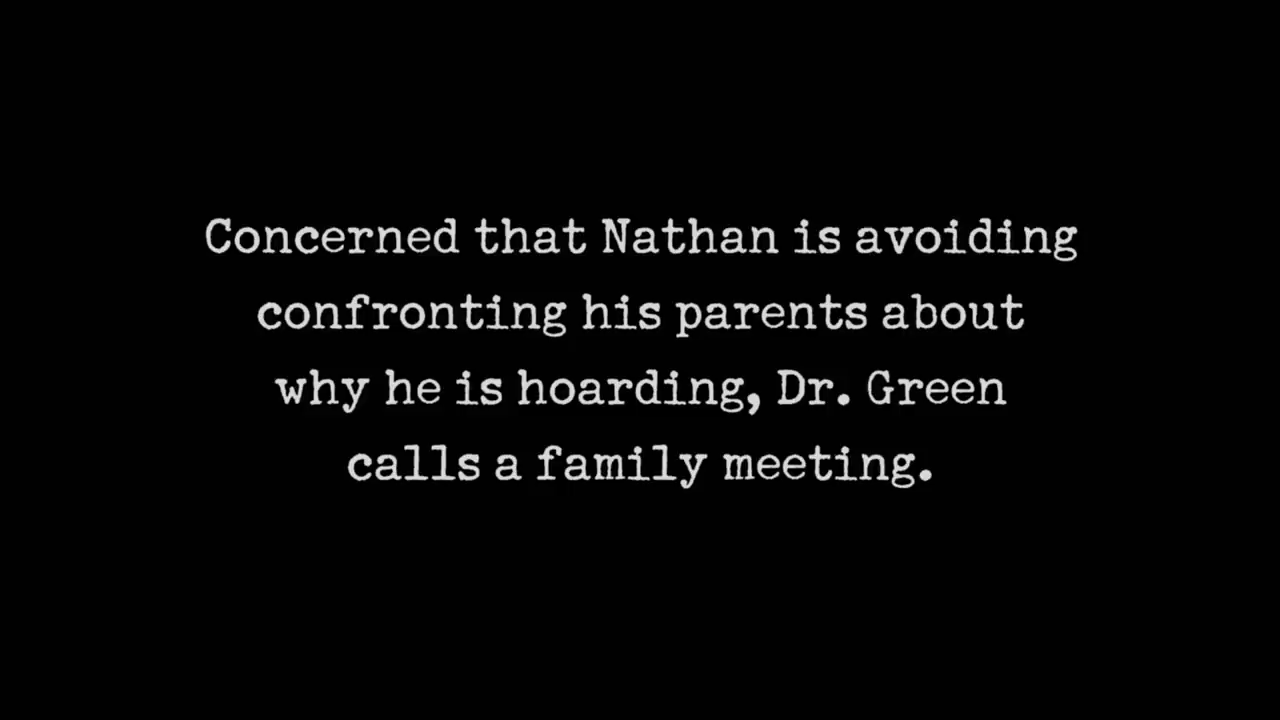 Concerned that Nathan is avoiding
confronting his parents about
why he is hoarding, Dr. Green
calls a family meeting.